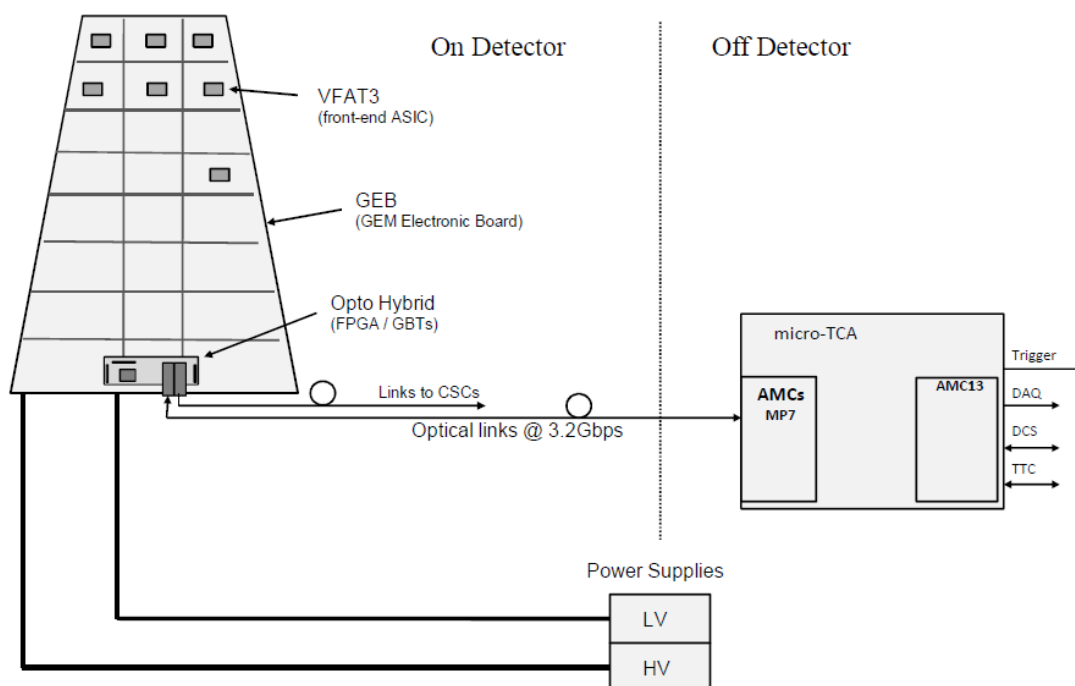 On Detector
Off Detector
VFAT3
(front-end ASIC)
GEB
(GEM Electronic Board)
Opto Hybrid
(FPGA / GBTs)
Links to CSCs
Optical links @ 3.2Gbps
micro-TCA
AMCs
MP7
AMC13
Trigger
DAQ
DCS
TTC
Power Supplies
LV
HV